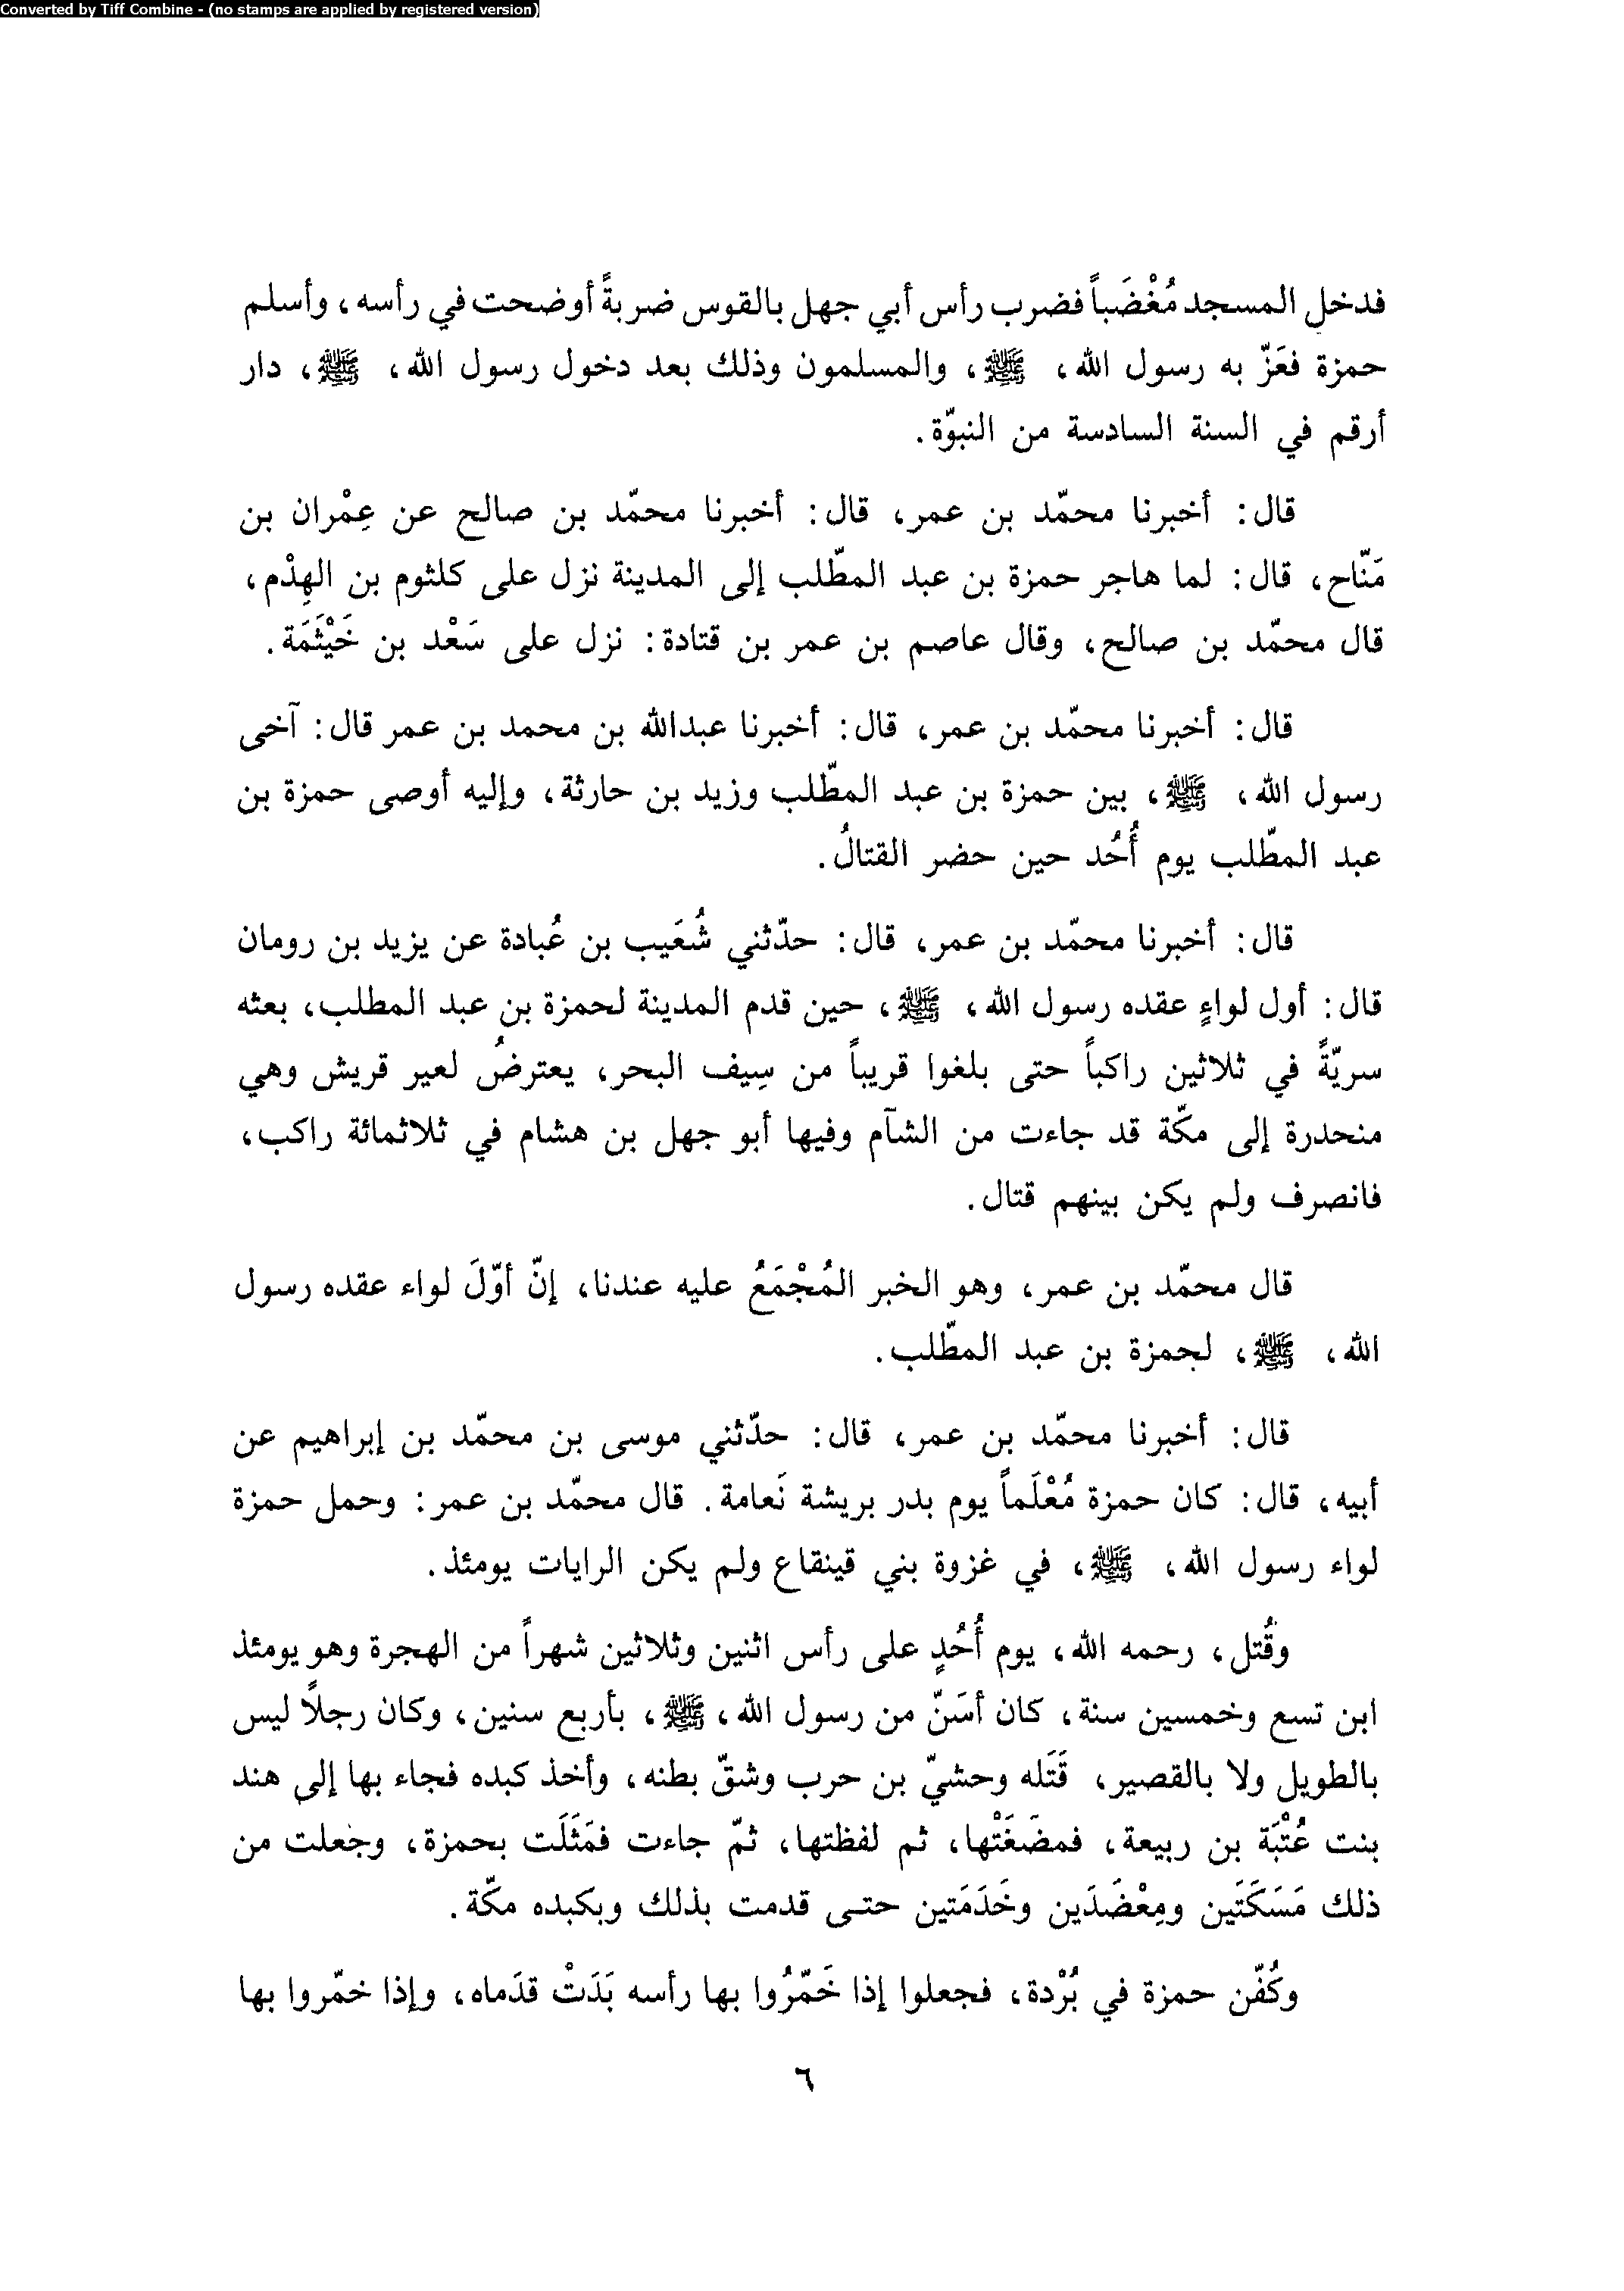 Converted by Tiff Combine - (no stamps are applied by registered version)
فدخل المسجد مُغْضَباً فضرب رأس أبي جهل بالقوس ضربةً أوضحت في رأسه، وأسلم
حمزة فعَزّ به رسول الله، ﷺ، والمسلمون وذلك بعد دخول رسول الله، ﷺ، دار
أرقم في السنة السادسة من النبوّة.
قال: أخبرنا محمّد بن عمر، قال: أخبرنا محمّد بن صالح عن عِمْران بن
مَنّاح، قال: لما هاجر حمزة بن عبد المطّلب إلى المدينة نزل على كلثوم بن الهِدْم،
قال محمّد بن صالح، وقال عاصم بن عمر بن قتادة: نزل على سَعْد بن خَيْثَمَة.
قال: أخبرنا محمّد بن عمر، قال: أخبرنا عبدالله بن محمد بن عمر قال: آخى
رسول الله، ﷺ، بين حمزة بن عبد المطّلب وزيد بن حارثة، وإليه أوصى حمزة بن
عبد المطّلب يوم أُحُد حين حضر القتالُ.
قال: أخبرنا محمّد بن عمر، قال: حدّثني شُعَيب بن عُبادة عن يزيد بن رومان
قال: أول لواءٍ عقده رسول الله، ﷺ، حين قدم المدينة لحمزة بن عبد المطلب، بعثه
سريّةً في ثلاثين راكباً حتى بلغوا قريباً من سِيف البحر، يعترضُ لعير قريش وهي
منحدرة إلى مكّة قد جاءت من الشآم وفيها أبو جهل بن هشام في ثلاثمائة راكب،
فانصرف ولم يكن بينهم قتال.
قال محمّد بن عمر، وهو الخبر المُجْمَعُ عليه عندنا، إنّ أوّلَ لواء عقده رسول
الله، ﷺ، لحمزة بن عبد المطّلب.
قال: أخبرنا محمّد بن عمر، قال: حدّثني موسى بن محمّد بن إبراهيم عن
أبيه، قال: كان حمزة مُعْلَماً يوم بدر بريشة نَعامة. قال محمّد بن عمر: وحمل حمزة
لواء رسول الله، ﷺ، في غزوة بني قينقاع ولم يكن الرايات يومئذ.
وقُتل، رحمه الله، يوم أُحُدٍ على رأس اثنين وثلاثين شهراً من الهجرة وهو يومئذ
ابن تسع وخمسين سنة، كان أسَنّ من رسول الله، ﷺ، بأربع سنين، وكان رجلاً ليس
بالطويل ولا بالقصير، قَتَله وحشيّ بن حرب وشقّ بطنه، وأخذ كبده فجاء بها إلى هند
بنت عُتْبَة بن ربيعة، فمضَغَتْها، ثم لفظتها، ثمّ جاءت فمَثَلَت بحمزة، وجعلت من
ذلك مَسَكَتَين ومِعْضَدَين وخَدَمَتين حتى قدمت بذلك وبكبده مكّة.
وكُفّن حمزة في بُرْدة، فجعلوا إذا خَمّرُوا بها رأسه بَدَتْ قدَماه، وإذا خمّروا بها
٦